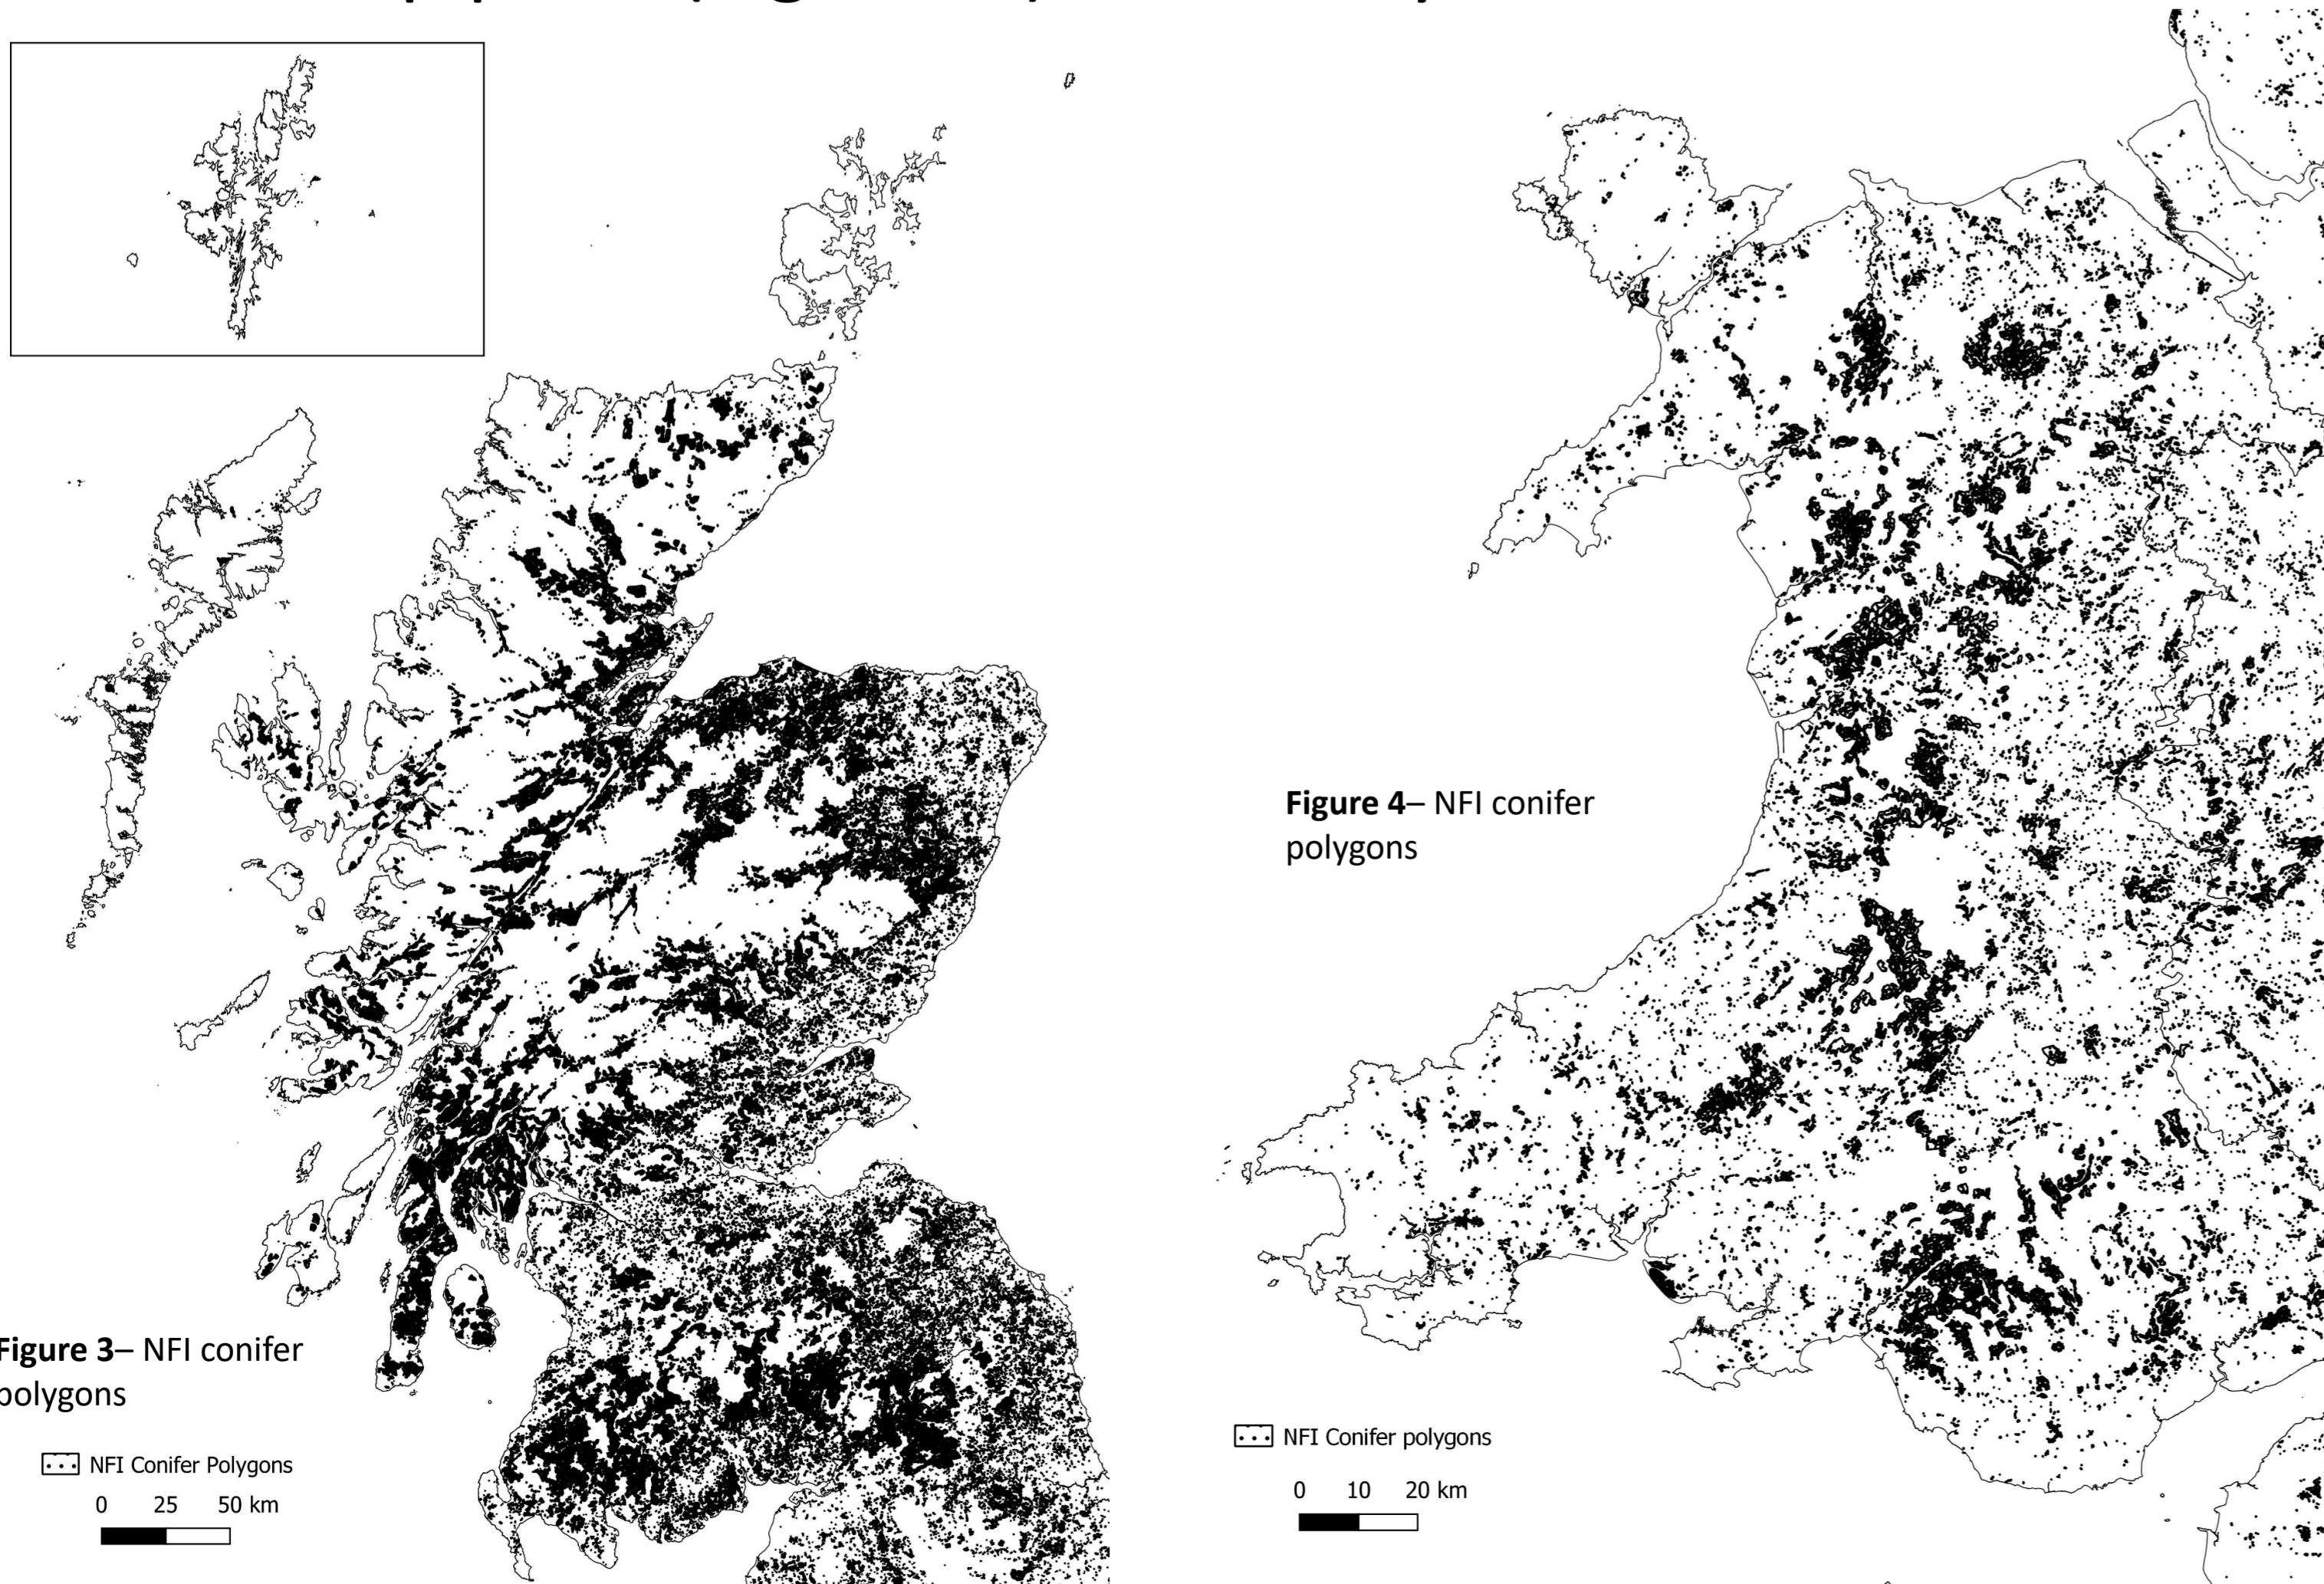 Figure 3– NFI conifer
polygons
NFI Conifer Polygons
0 25 50 km
Figure 4– NFI conifer
polygons
NFI Conifer polygons
0 10 20 km